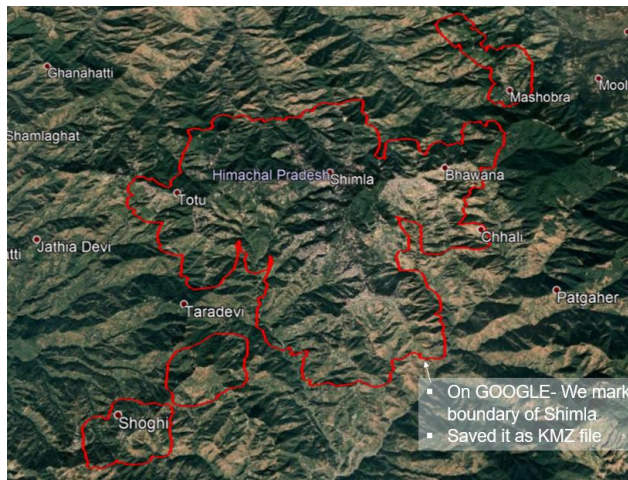 Ghanahatti
Mashobra
Mool
Shamlaghat
Himachal Pradesh
Shimla
Bhawana
Totu
Chhali
Jathia Devi
atti
Patgaher
Taradevi
On GOOGLE- We mark
boundary of Shimla
Saved it as KMZ file
Shoghi